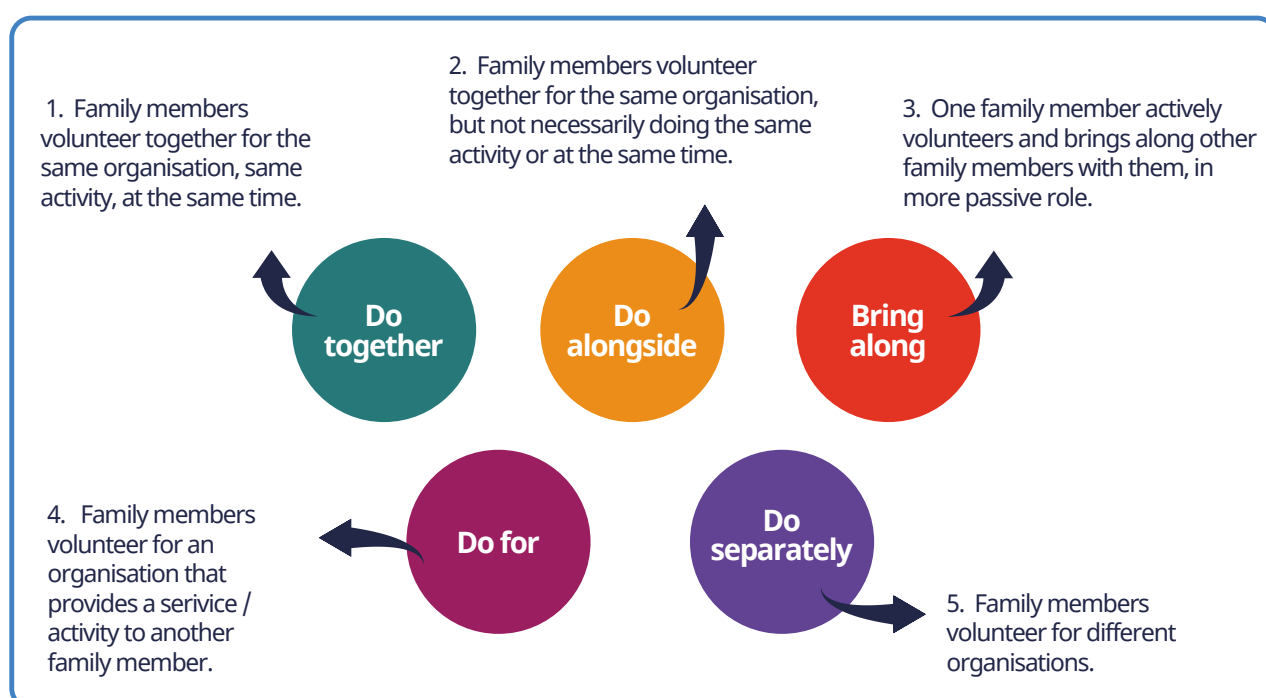 1. Family members
volunteer together for the
same organisation, same
activity, at the same time.
2. Family members volunteer
together for the same organisation,
but not necessarily doing the same
activity or at the same time.
3. One family member actively
volunteers and brings along other
family members with them, in
more passive role.
Do
together
Do
alongside
Bring
along
4. Family members
volunteer for an
organisation that
provides a serivice /
activity to another
family member.
Do for
Do
separately
5. Family members
volunteer for different
organisations.